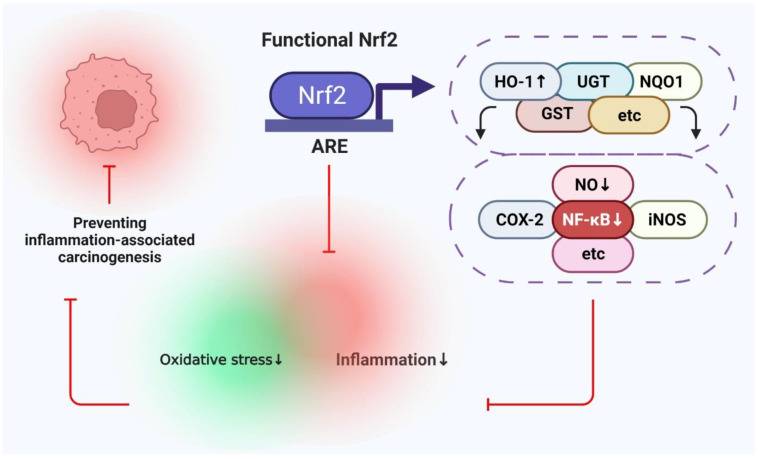 Functional Nrf2
Nrf2
ARE
HO-1↑
UGT
NQO1
GST
etc
NO↓
COX-2
NF-κB↓
iNOS
etc
Preventing
inflammation-associated
carcinogenesis
Oxidative stress↓
Inflammation↓